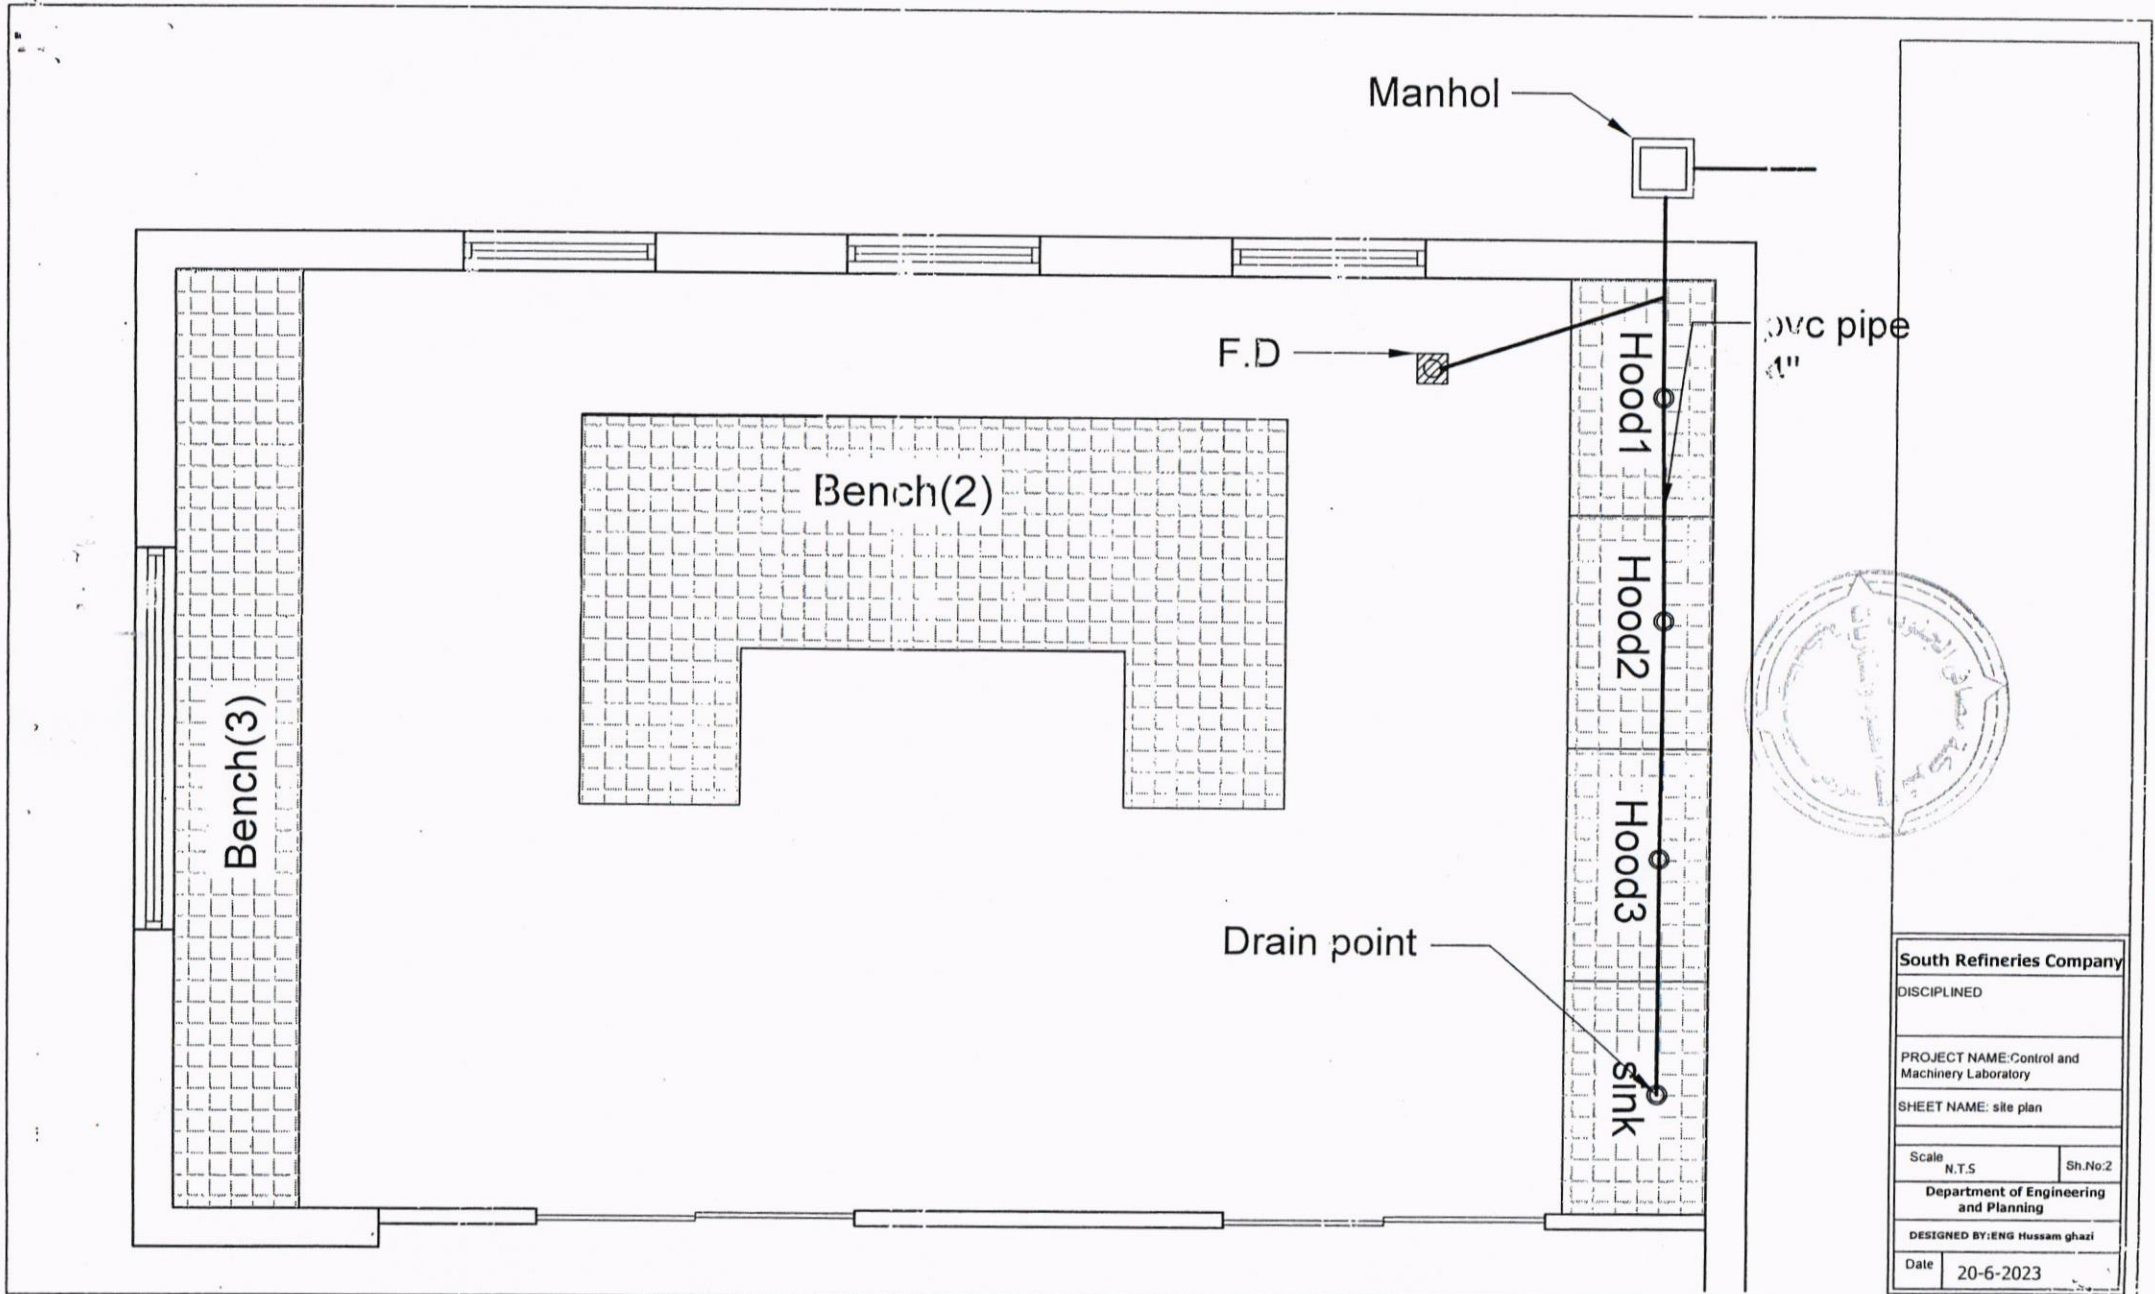 Manhol
pvc pipe
4"
F.D
Hood1
Bench(2)
Hood2
Bench(3)
Hood3
Drain point
sink
South Refineries Company
DISCIPLINED
PROJECT NAME:Control and
Machinery Laboratory
SHEET NAME: site plan
Scale
N.T.S
Sh.No:2
Department of Engineering
and Planning
DESIGNED BY:ENG Hussam ghazi
Date
20-6-2023